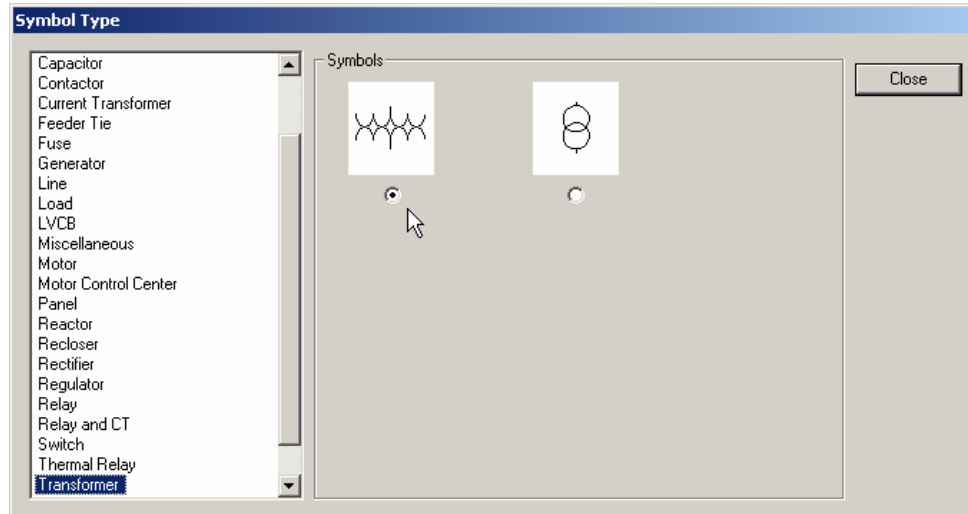 Symbol Type
Capacitor
Contactor
Current Transformer
Feeder Tie
Fuse
Generator
Line
Load
LVCB
Miscellaneous
Motor
Motor Control Center
Panel
Reactor
Recloser
Rectifier
Regulator
Relay
Relay and CT
Switch
Thermal Relay
Transformer
Symbols
Close